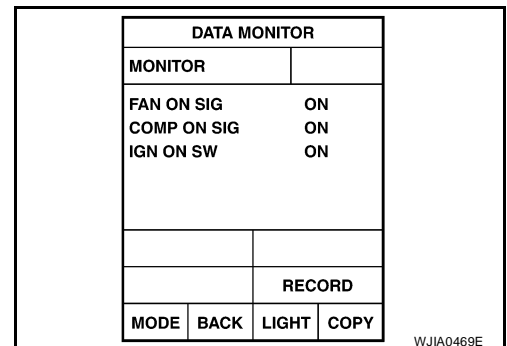 DATA MONITOR
MONITOR
FAN ON SIG ON
COMP ON SIG ON
IGN ON SW ON
RECORD
MODE BACK LIGHT COPY
WJIA0469E